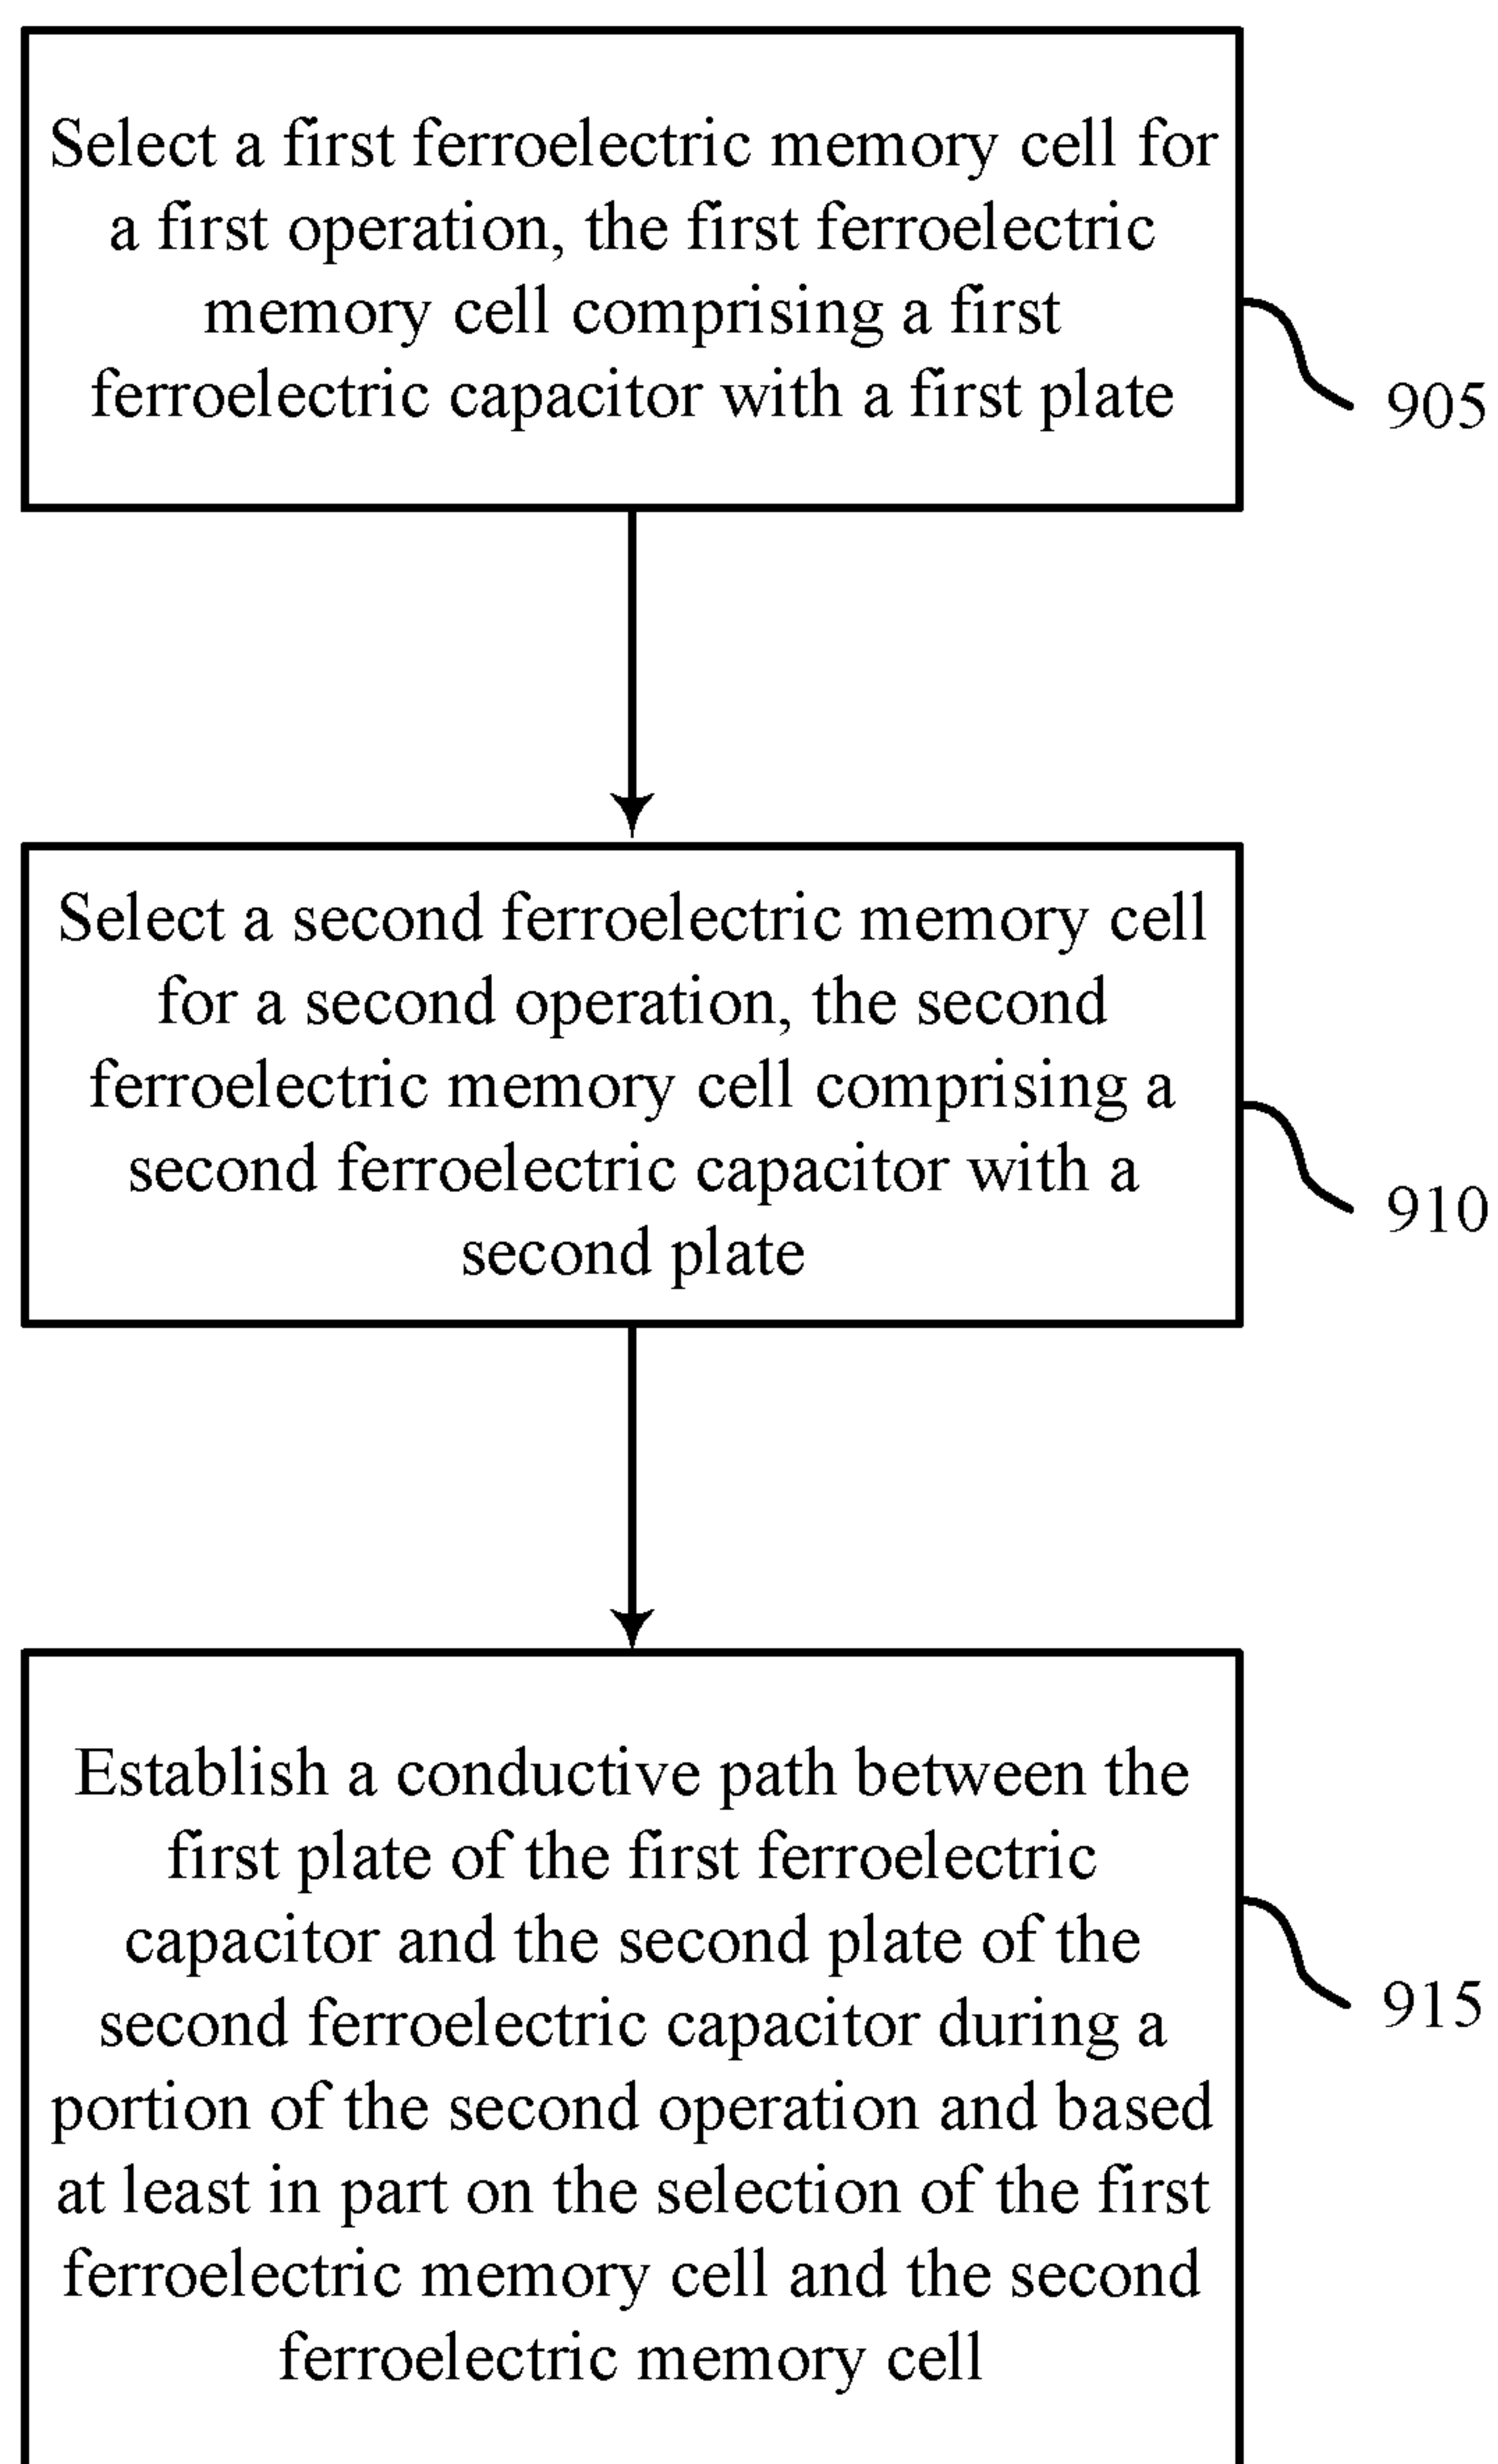 Select a first ferroelectric memory cell for
a first operation, the first ferroelectric
memory cell comprising a first
ferroelectric capacitor with a first plate
905
Select a second ferroelectric memory cell
for a second operation, the second
ferroelectric memory cell comprising a
second ferroelectric capacitor with a
second plate
910
Establish a conductive path between the
first plate of the first ferroelectric
capacitor and the second plate of the
second ferroelectric capacitor during a
portion of the second operation and based
at least in part on the selection of the first
ferroelectric memory cell and the second
ferroelectric memory cell
915